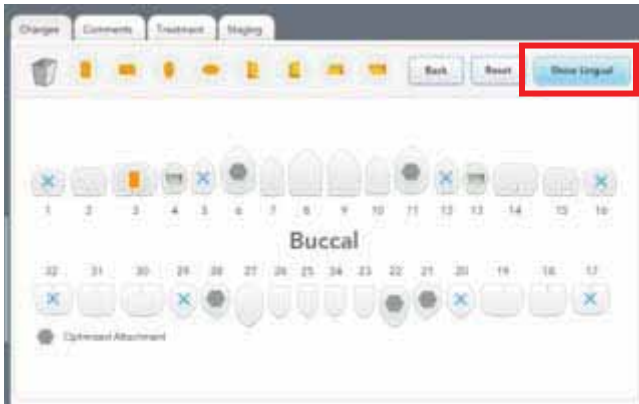 Changes Comments Treatment Staging
Back Reset Show Lingual
1 2 3 4 5 6 7 8 9 10 11 12 13 14 15 16
Buccal
32 31 30 29 28 27 26 25 24 23 22 21 20 19 18 17
Optimized Attachment